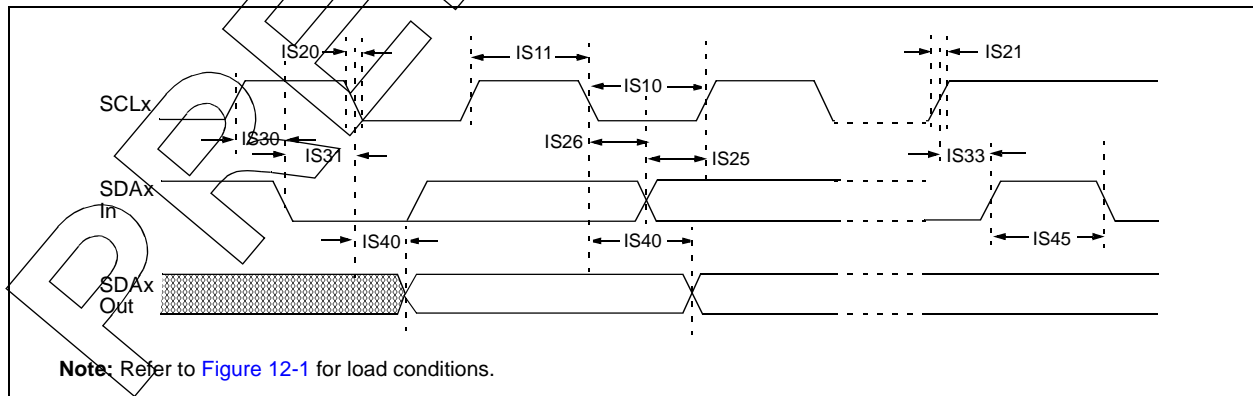 IS20
IS11
IS21
SCLx
IS10
IS30
IS31
IS26
IS25
IS33
SDAx
In
IS40
IS40
IS45
SDAx
Out
Note: Refer to Figure 12-1 for load conditions.